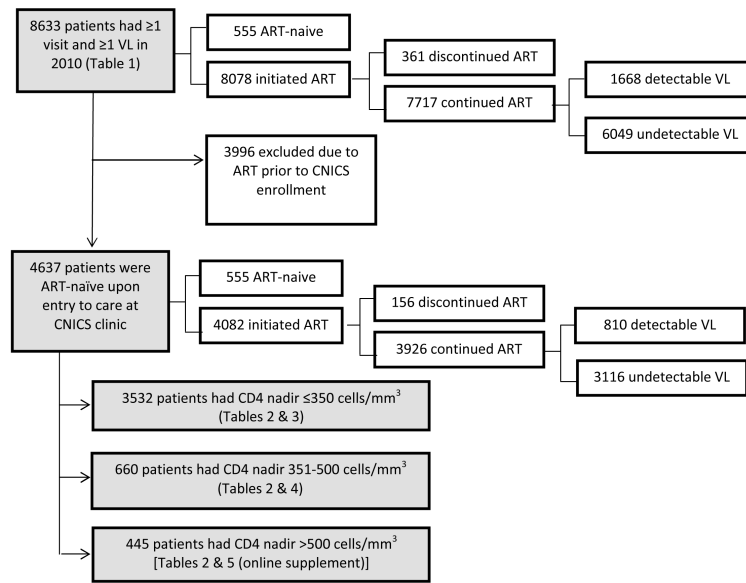 8633 patients had ≥1
visit and ≥1 VL in
2010 (Table 1)
555 ART-naive
8078 initiated ART
361 discontinued ART
7717 continued ART
1668 detectable VL
6049 undetectable VL
3996 excluded due to
ART prior to CNICS
enrollment
4637 patients were
ART-naïve upon
entry to care at
CNICS clinic
555 ART-naive
4082 initiated ART
156 discontinued ART
3926 continued ART
810 detectable VL
3116 undetectable VL
3532 patients had CD4 nadir ≤350 cells/mm³
(Tables 2 & 3)
660 patients had CD4 nadir 351-500 cells/mm³
(Tables 2 & 4)
445 patients had CD4 nadir >500 cells/mm³
[Tables 2 & 5 (online supplement)]